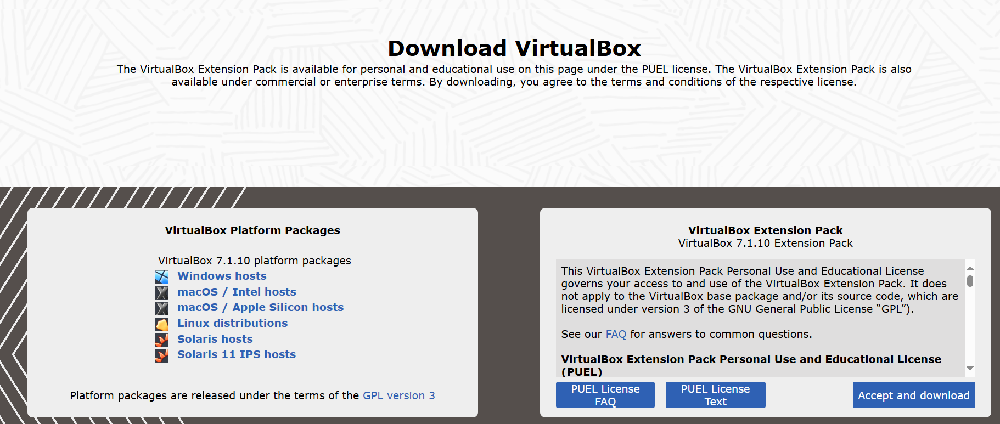 Download VirtualBox
The VirtualBox Extension Pack is available for personal and educational use on this page under the PUEL license. The VirtualBox Extension Pack is also
available under commercial or enterprise terms. By downloading, you agree to the terms and conditions of the respective license.
VirtualBox Platform Packages
VirtualBox 7.1.10 platform packages
Windows hosts
macOS / Intel hosts
macOS / Apple Silicon hosts
Linux distributions
Solaris hosts
Solaris 11 IPS hosts
Platform packages are released under the terms of the GPL version 3
VirtualBox Extension Pack
VirtualBox 7.1.10 Extension Pack
This VirtualBox Extension Pack Personal Use and Educational License
governs your access to and use of the VirtualBox Extension Pack. It does
not apply to the VirtualBox base package and/or its source code, which are
licensed under version 3 of the GNU General Public License “GPL”).
See our FAQ for answers to common questions.
VirtualBox Extension Pack Personal Use and Educational License
(PUEL)
PUEL License
FAQ
PUEL License
Text
Accept and download